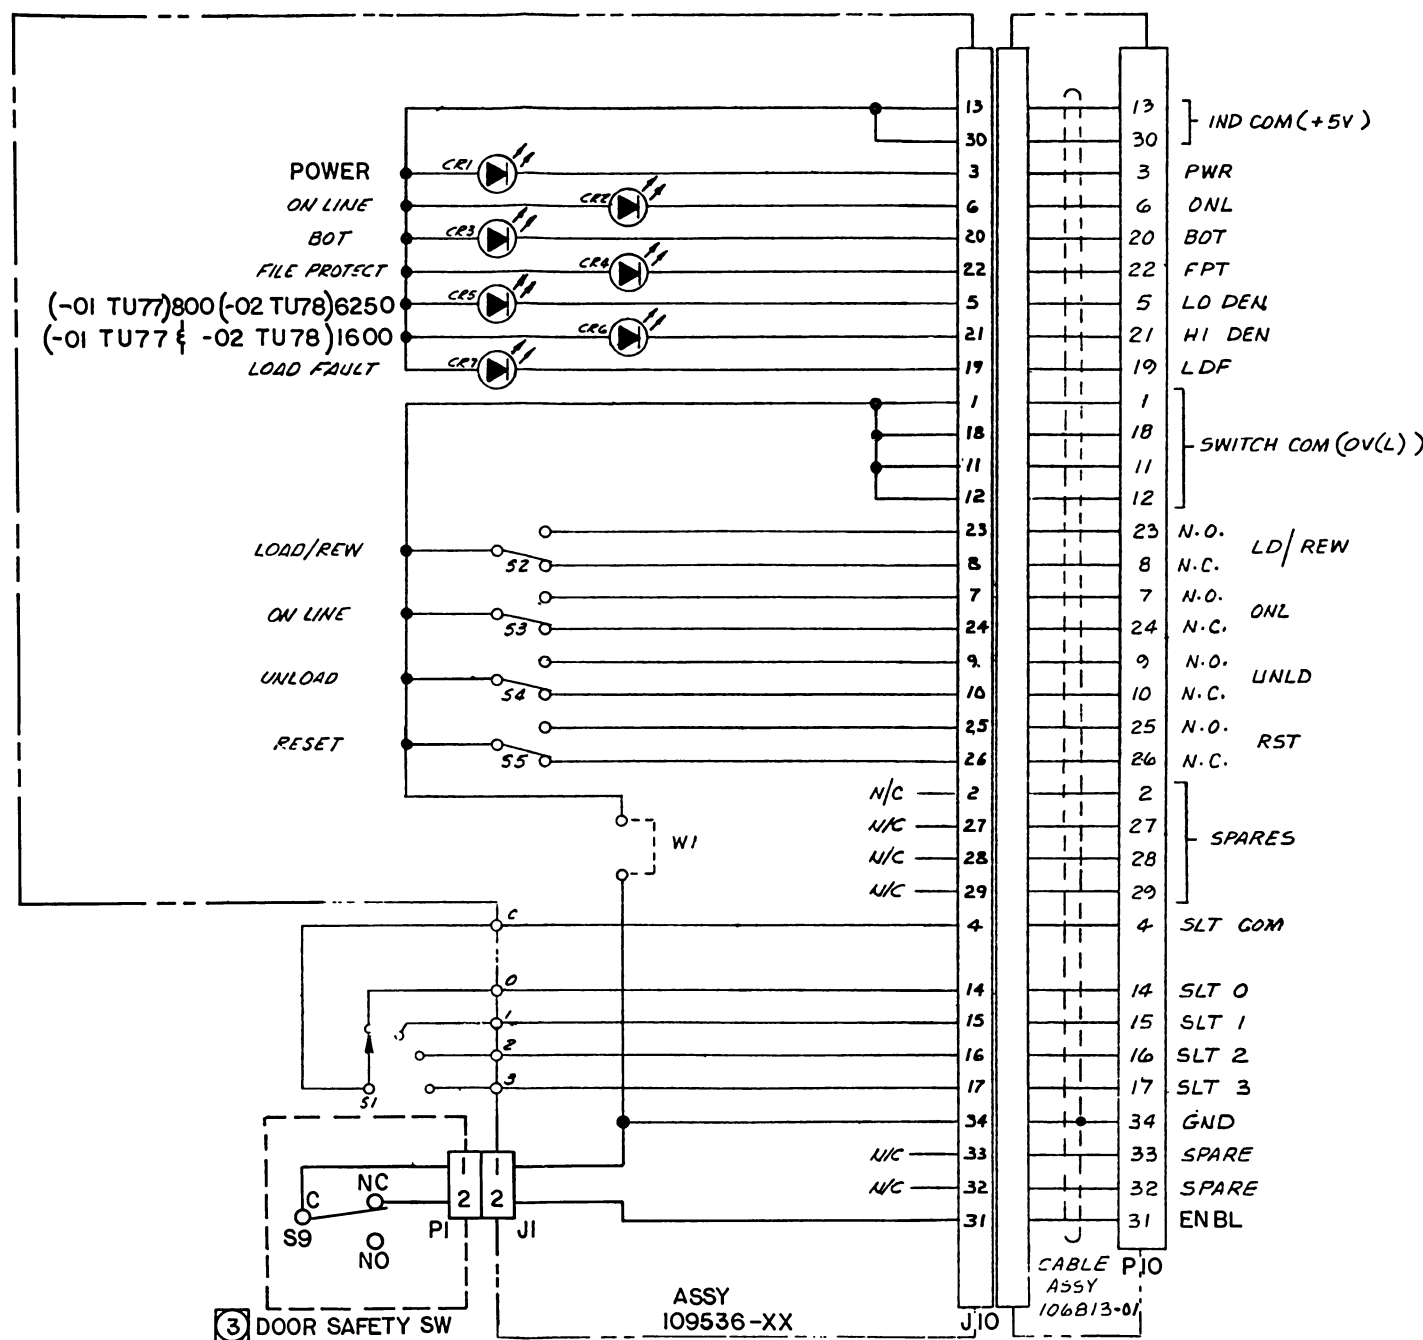 13 13 IND COM (+5V)
30 30
POWER CR1 3 3 PWR
ON LINE CR2 6 6 ONL
BOT CR3 20 20 BOT
FILE PROTECT CR4 22 22 FPT
(-01 TU77)800 (-02 TU78)6250 CR5 5 5 LO DEN
(-01 TU77 & -02 TU78)1600 CR6 21 21 HI DEN
LOAD FAULT CR7 19 19 LDF
1 1
18 18 SWITCH COM (0V(L))
11 11
12 12
23 23 N.O.
LOAD/REW S2 LD/REW
8 8 N.C.
7 7 N.O.
ON LINE S3 ONL
24 24 N.C.
9 9 N.O.
UNLOAD S4 UNLD
10 10 N.C.
25 25 N.O.
RESET S5 RST
26 26 N.C.
N/C 2 2
N/C 27 27
W1 SPARES
N/C 28 28
N/C 29 29
C 4 4 SLT COM
0 14 14 SLT 0
1 15 15 SLT 1
2 16 16 SLT 2
3 17 17 SLT 3
S1
34 34 GND
N/C 33 33 SPARE
1 1
C NC 2 2 N/C 32 32 SPARE
S9 P1 J1 31 31 ENBL
NO
CABLE P10
ASSY
106813-01
3 DOOR SAFETY SW
ASSY
109536-XX
J10